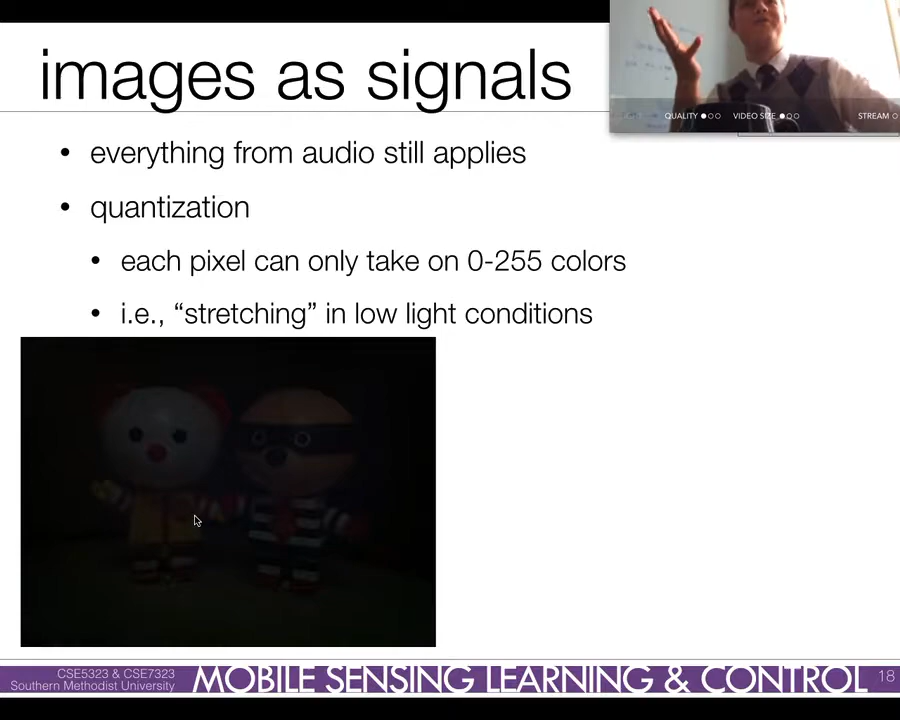 images as signals
QUALITY
VIDEO SIZE
STREAM
• everything from audio still applies
• quantization
• each pixel can only take on 0-255 colors
• i.e., “stretching” in low light conditions
CSE5323 & CSE7323
Southern Methodist University
MOBILE SENSING LEARNING & CONTROL
18